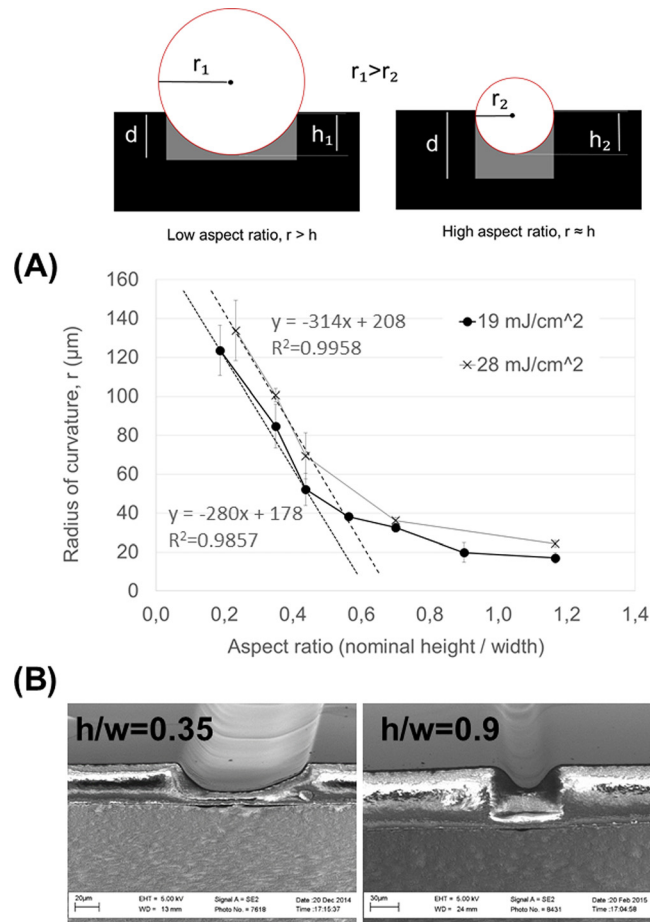 r₁
r₁>r₂
r₂
d
h₁
d
h₂
Low aspect ratio, r > h
High aspect ratio, r ≈ h
(A)
160
140
120
100
80
60
40
20
0
Radius of curvature, r (µm)
y = -314x + 208
R²=0.9958
19 mJ/cm^2
28 mJ/cm^2
y = -280x + 178
R²=0.9857
0,0 0,2 0,4 0,6 0,8 1,0 1,2 1,4
Aspect ratio (nominal height / width)
(B)
h/w=0.35
h/w=0.9
20µm
EHT = 5.00 kV
Signal A = SE2
Date :20 Dec 2014
WD = 13 mm
Photo No. = 7618
Time :17:15:37
20µm
EHT = 5.00 kV
Signal A = SE2
Date :20 Feb 2015
WD = 24 mm
Photo No. = 8431
Time :17:04:58